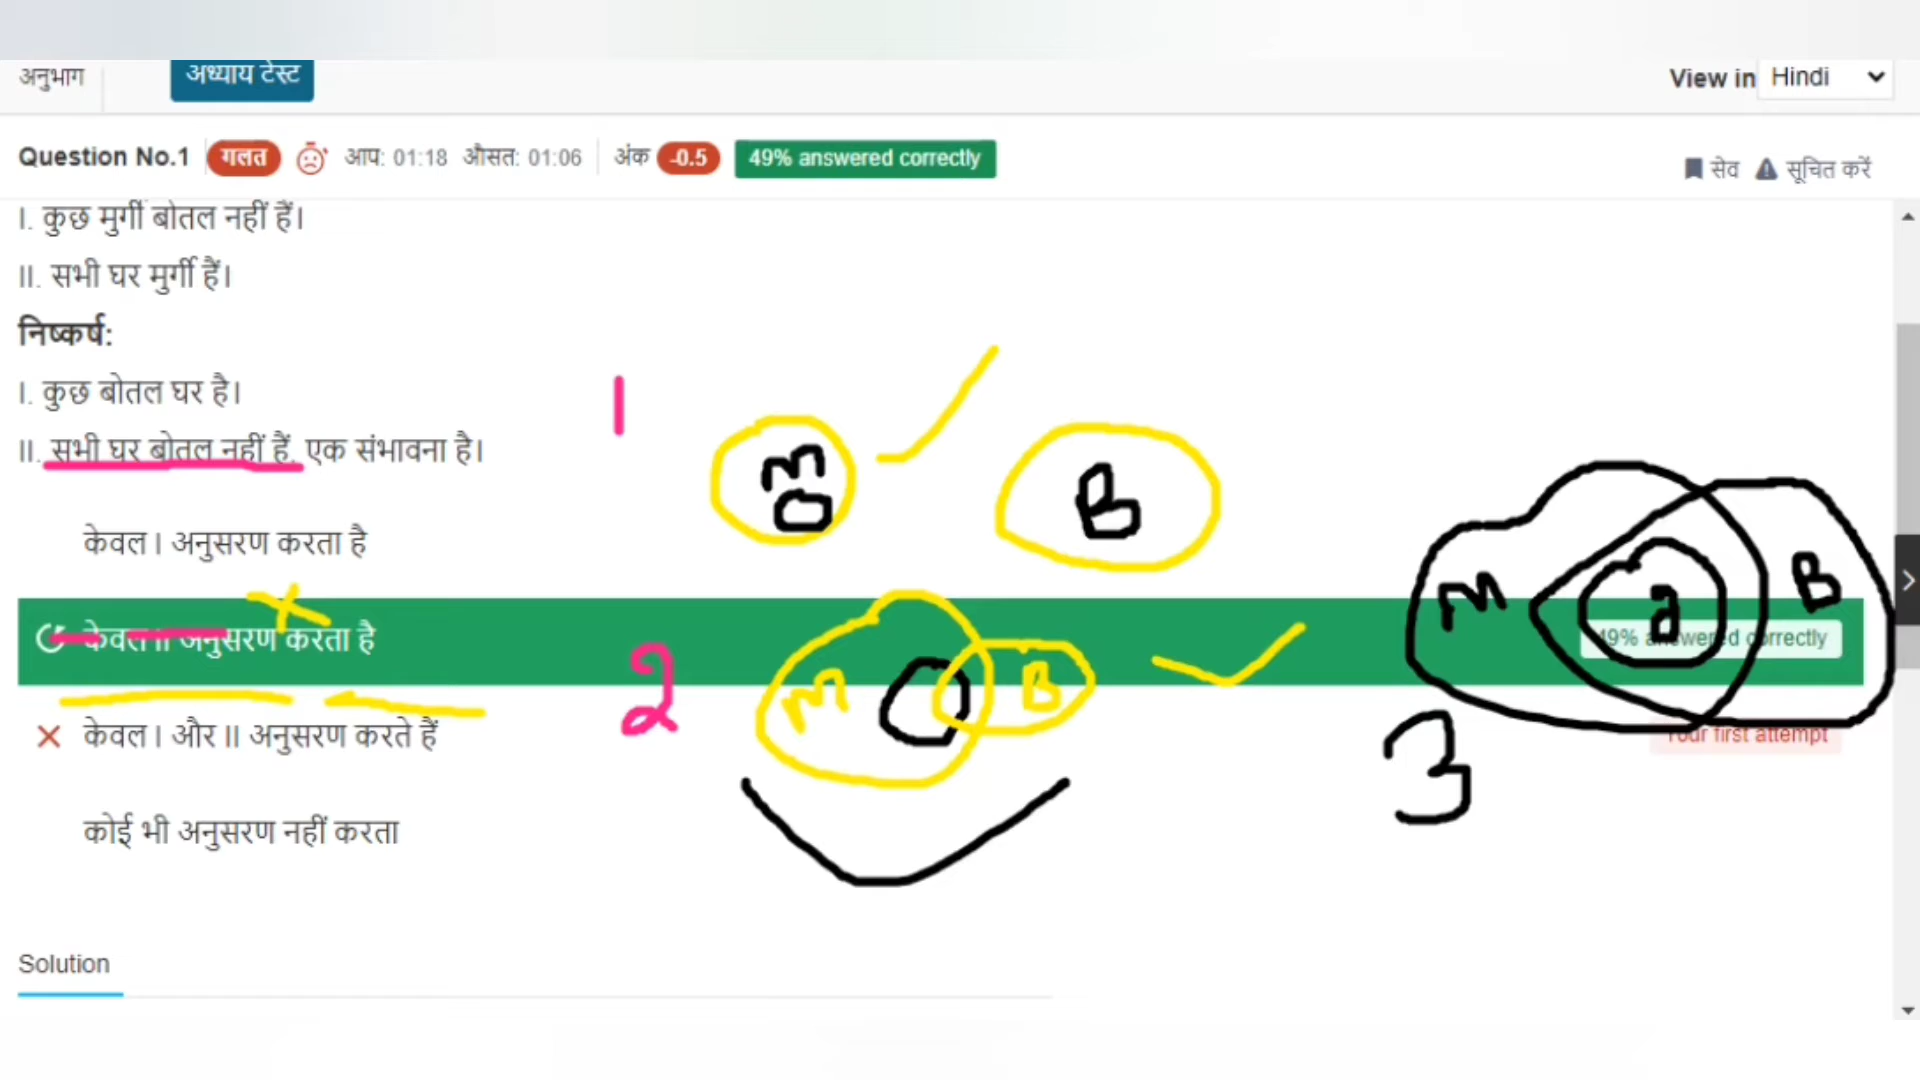 अनुभाग अध्याय टेस्ट View in Hindi
Question No.1 गलत आप: 01:18 औसत: 01:06 अंक -0.5 49% answered correctly सेव सूचित करें
I. कुछ मुर्गी बोतल नहीं हैं।
II. सभी घर मुर्गी हैं।
निष्कर्ष:
I. कुछ बोतल घर है।
1
II. सभी घर बोतल नहीं हैं, एक संभावना है।
M
B
केवल I अनुसरण करता है
M B
केवल II अनुसरण करता है 49% answered correctly
2 M B
केवल I और II अनुसरण करते हैं Your first attempt
3
कोई भी अनुसरण नहीं करता
Solution